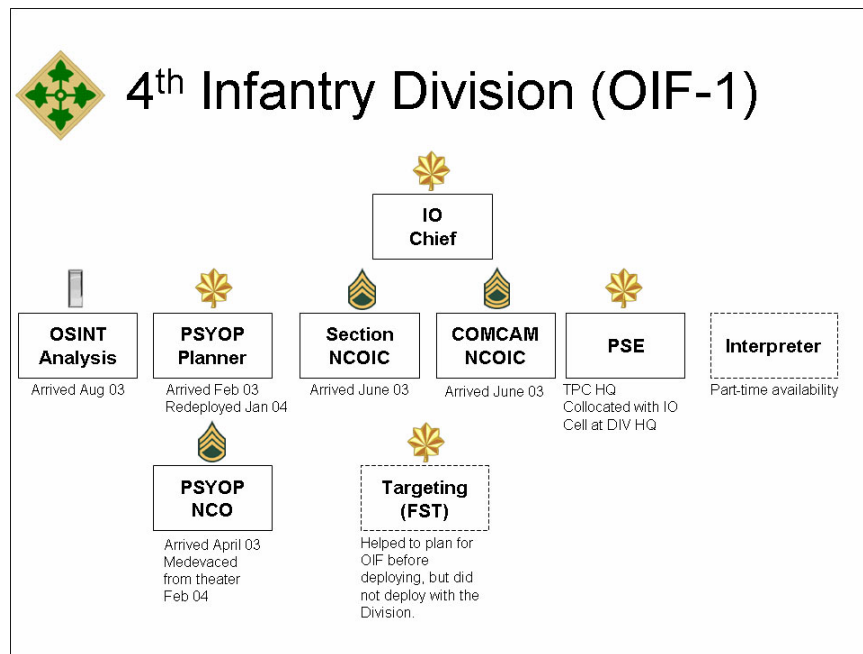 4th Infantry Division (OIF-1)
IO
Chief
OSINT
Analysis
Arrived Aug 03
PSYOP
Planner
Arrived Feb 03
Redeployed Jan 04
Section
NCOIC
Arrived June 03
COMCAM
NCOIC
Arrived June 03
PSE
TPC HQ
Collocated with IO
Cell at DIV HQ
Interpreter
Part-time availability
PSYOP
NCO
Arrived April 03
Medevaced
from theater
Feb 04
Targeting
(FST)
Helped to plan for
OIF before
deploying, but did
not deploy with the
Division.